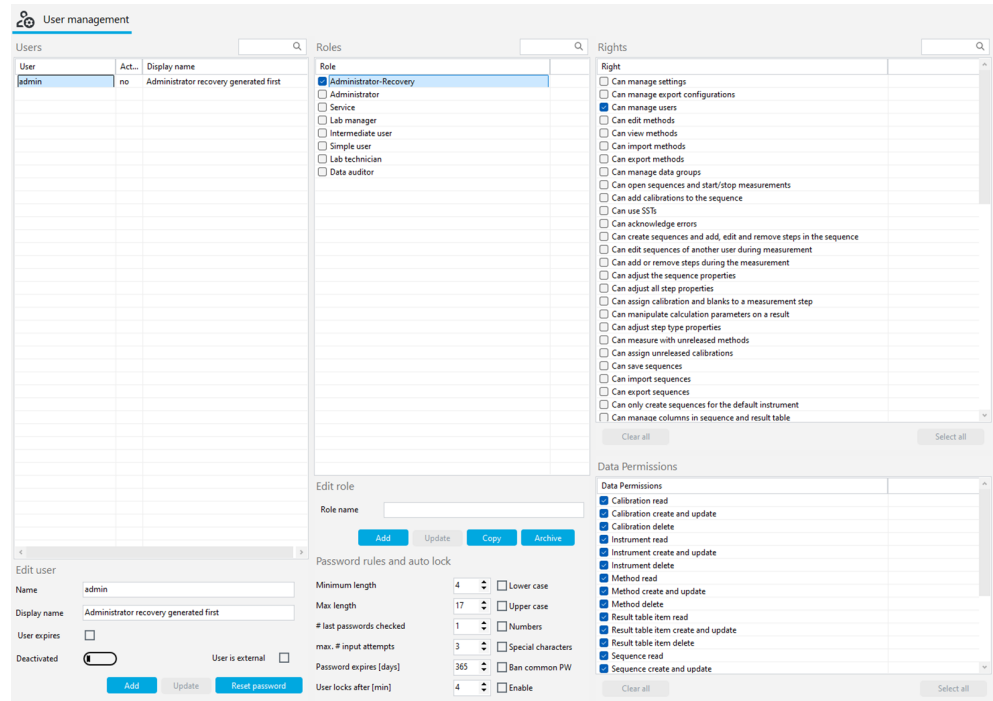 User management
Users
User Act... Display name
admin no Administrator recovery generated first
Edit user
Name admin
Display name Administrator recovery generated first
User expires
Deactivated User is external
Add Update Reset password
Roles
Role
Administrator-Recovery
Administrator
Service
Lab manager
Intermediate user
Simple user
Lab technician
Data auditor
Edit role
Role name
Add Update Copy Archive
Password rules and auto lock
Minimum length 4 Lower case
Max length 17 Upper case
# last passwords checked 1 Numbers
max. # input attempts 3 Special characters
Password expires [days] 365 Ban common PW
User locks after [min] 4 Enable
Rights
Right
Can manage settings
Can manage export configurations
Can manage users
Can edit methods
Can view methods
Can import methods
Can export methods
Can manage data groups
Can open sequences and start/stop measurements
Can add calibrations to the sequence
Can use SSTs
Can acknowledge errors
Can create sequences and add, edit and remove steps in the sequence
Can edit sequences of another user during measurement
Can add or remove steps during the measurement
Can adjust the sequence properties
Can adjust all step properties
Can assign calibration and blanks to a measurement step
Can manipulate calculation parameters on a result
Can adjust step type properties
Can measure with unreleased methods
Can assign unreleased calibrations
Can save sequences
Can import sequences
Can export sequences
Can only create sequences for the default instrument
Can manage columns in sequence and result table
Clear all Select all
Data Permissions
Data Permissions
Calibration read
Calibration create and update
Calibration delete
Instrument read
Instrument create and update
Instrument delete
Method read
Method create and update
Method delete
Result table item read
Result table item create and update
Result table item delete
Sequence read
Sequence create and update
Clear all Select all